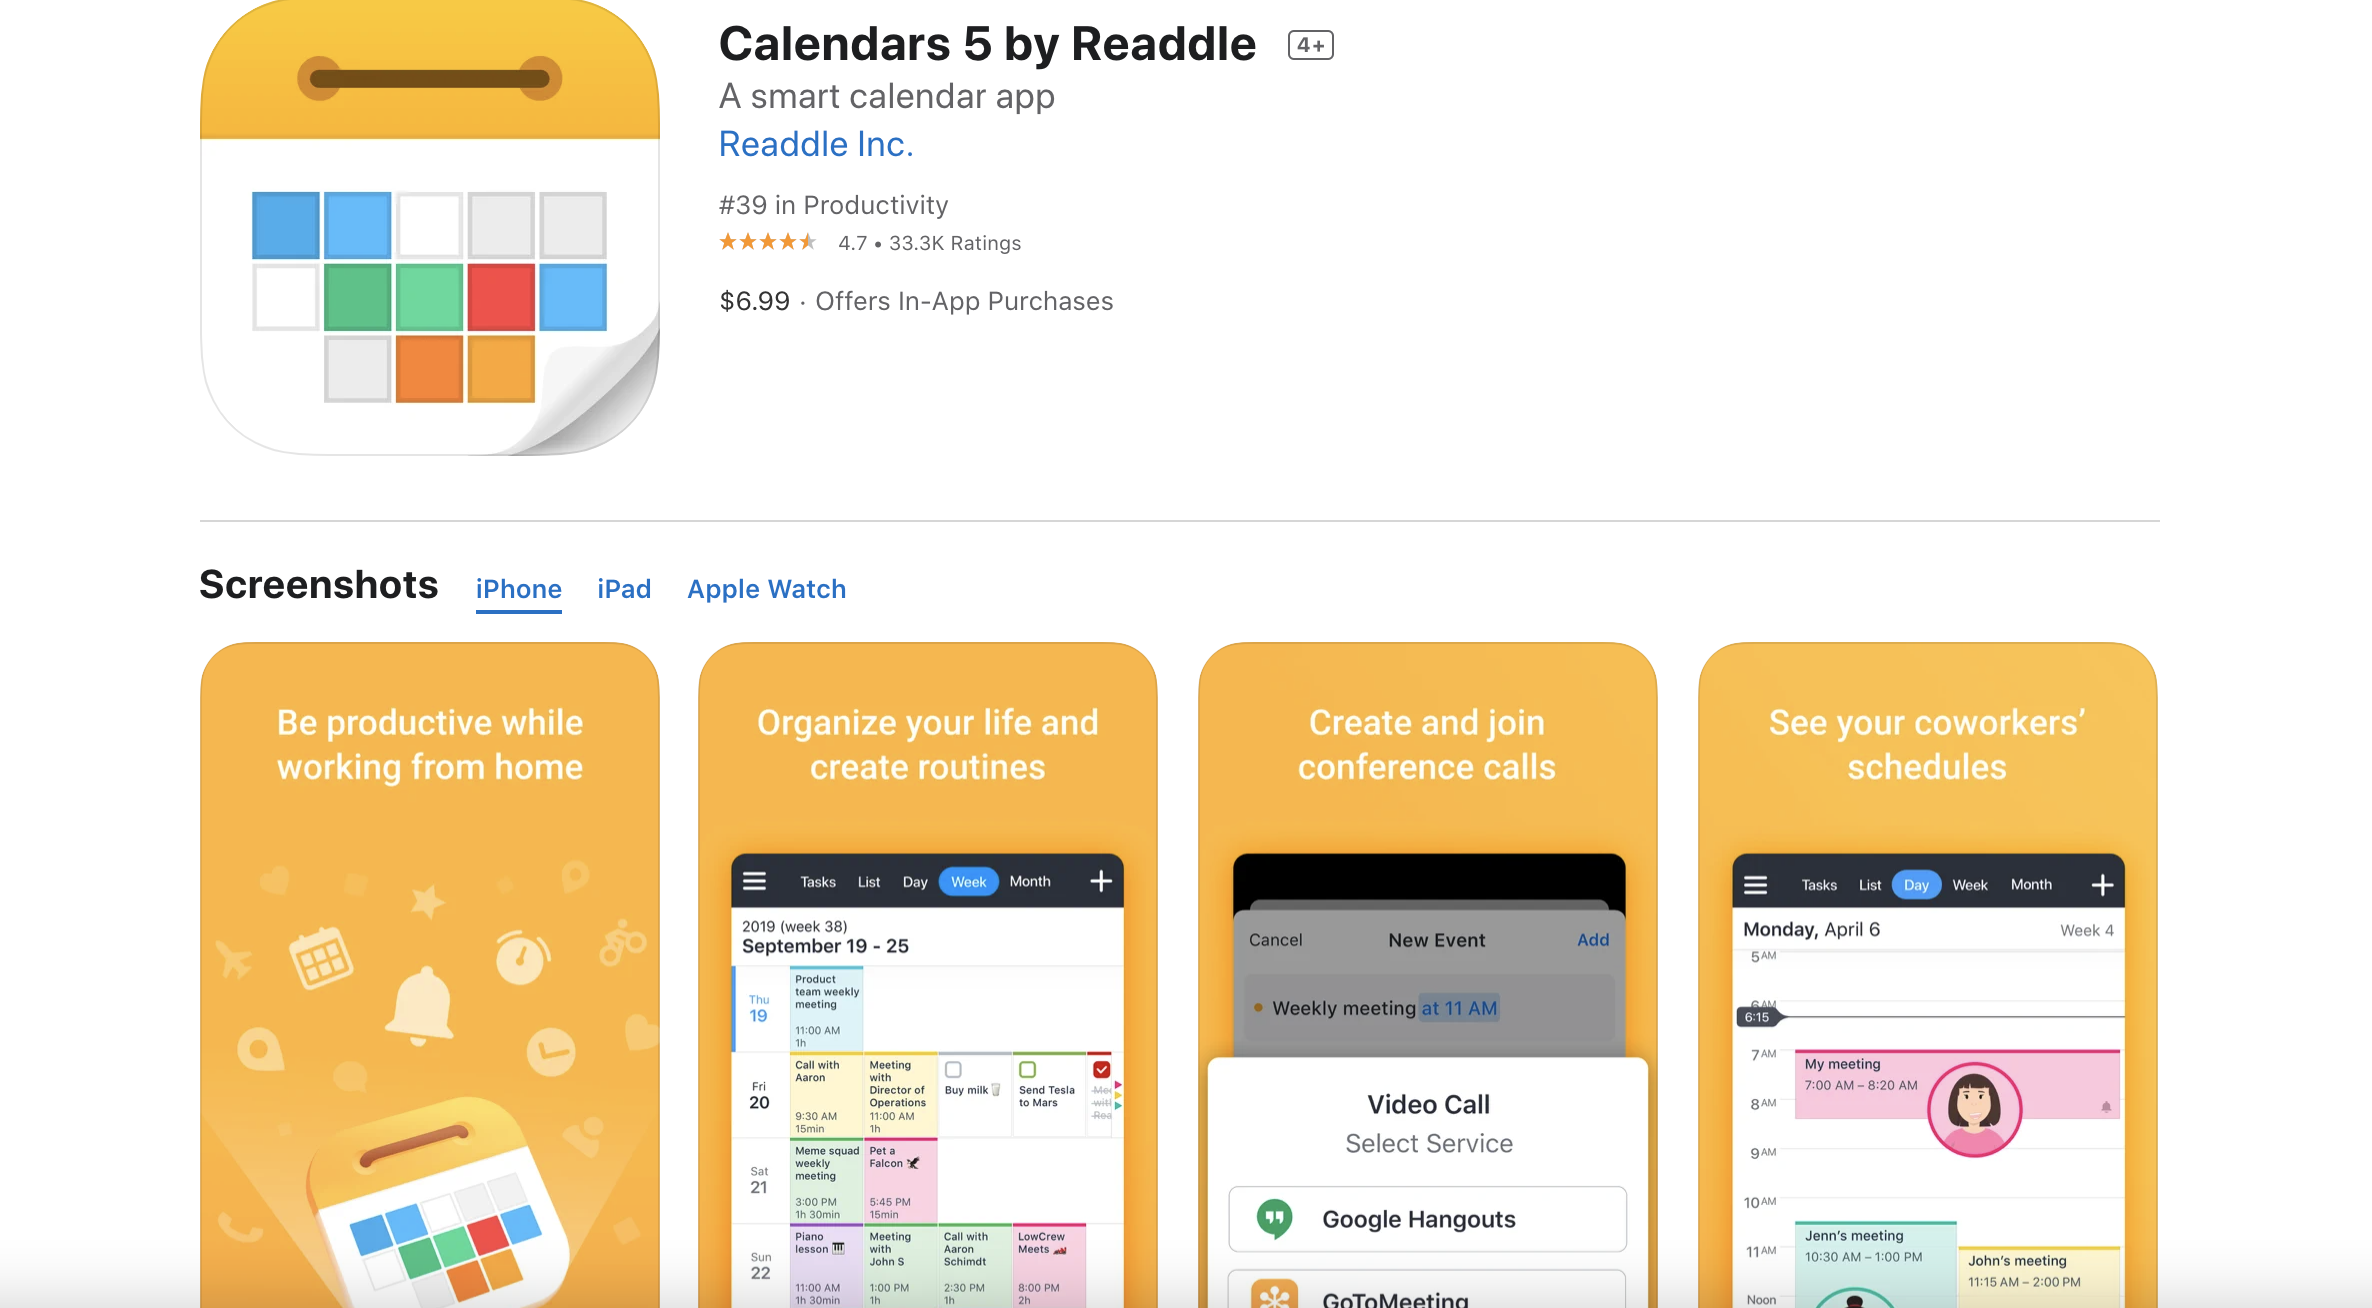 Calendars 5 by Readdle 4+
A smart calendar app
Readdle Inc.
#39 in Productivity
4.7 • 33.3K Ratings
$6.99 · Offers In-App Purchases
Screenshots iPhone iPad Apple Watch
Be productive while
working from home
Organize your life and
create routines
Tasks List Day Week Month
2019 (week 38)
September 19 - 25
Thu
19
Product
team weekly
meeting
11:00 AM
1h
Fri
20
Call with
Aaron
9:30 AM
15min
Meeting
with
Director of
Operations
11:00 AM
1h
Buy milk
Send Tesla
to Mars
Sat
21
Meme squad
weekly
meeting
3:00 PM
1h 30min
Pet a
Falcon
5:45 PM
15min
Sun
22
Piano
lesson
11:00 AM
1h 30min
Meeting
with
John S
1:00 PM
1h
Call with
Aaron
Schimdt
2:30 PM
1h
LowCrew
Meets
8:00 PM
2h
Create and join
conference calls
Cancel New Event Add
Weekly meeting at 11 AM
Video Call
Select Service
Google Hangouts
GoToMeeting
See your coworkers’
schedules
Tasks List Day Week Month
Monday, April 6 Week 4
5 AM
6 AM
6:15
7 AM
My meeting
7:00 AM – 8:20 AM
8 AM
9 AM
10 AM
Jenn’s meeting
10:30 AM – 1:00 PM
11 AM
John’s meeting
11:15 AM – 2:00 PM
Noon